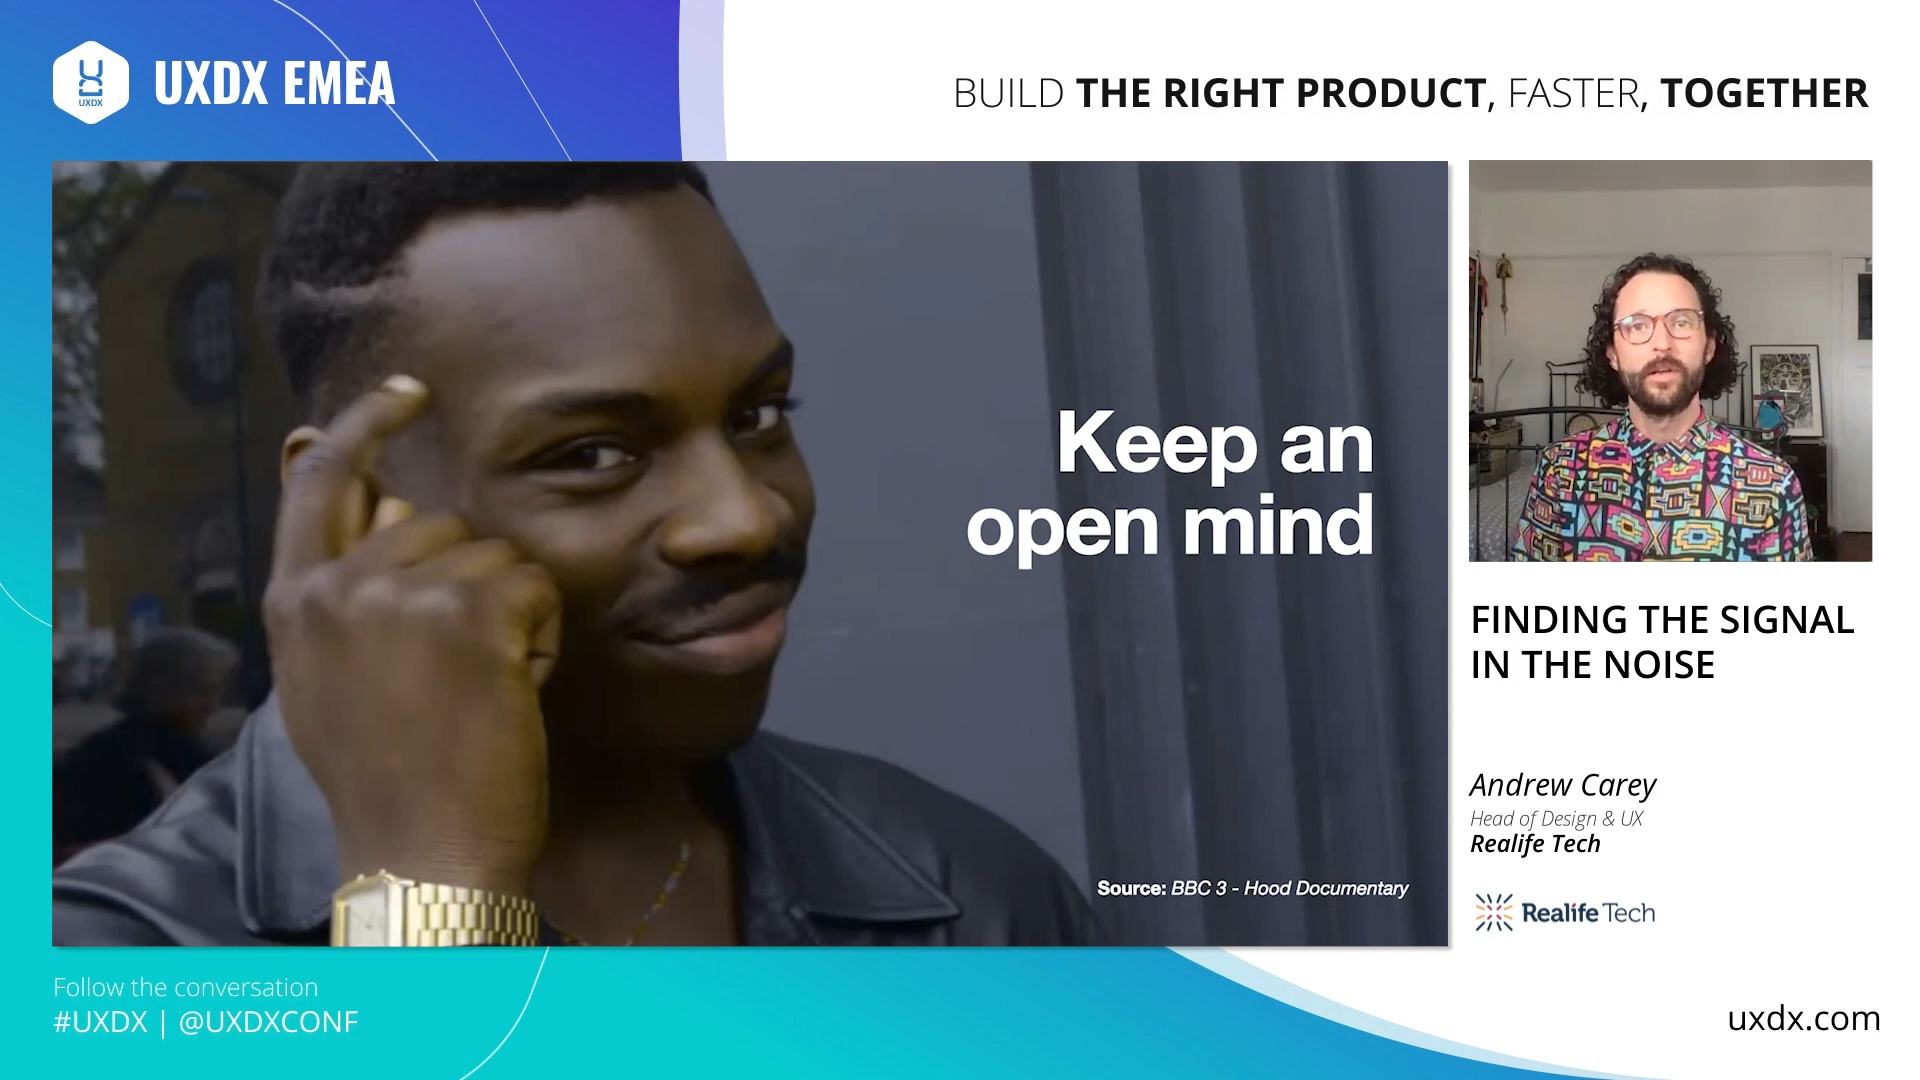 UXDX
UXDX EMEA
BUILD THE RIGHT PRODUCT, FASTER, TOGETHER
Keep an
open mind
Source: BBC 3 - Hood Documentary
FINDING THE SIGNAL
IN THE NOISE
Andrew Carey
Head of Design & UX
Realife Tech
Realife Tech
Follow the conversation
#UXDX | @UXDXCONF
uxdx.com